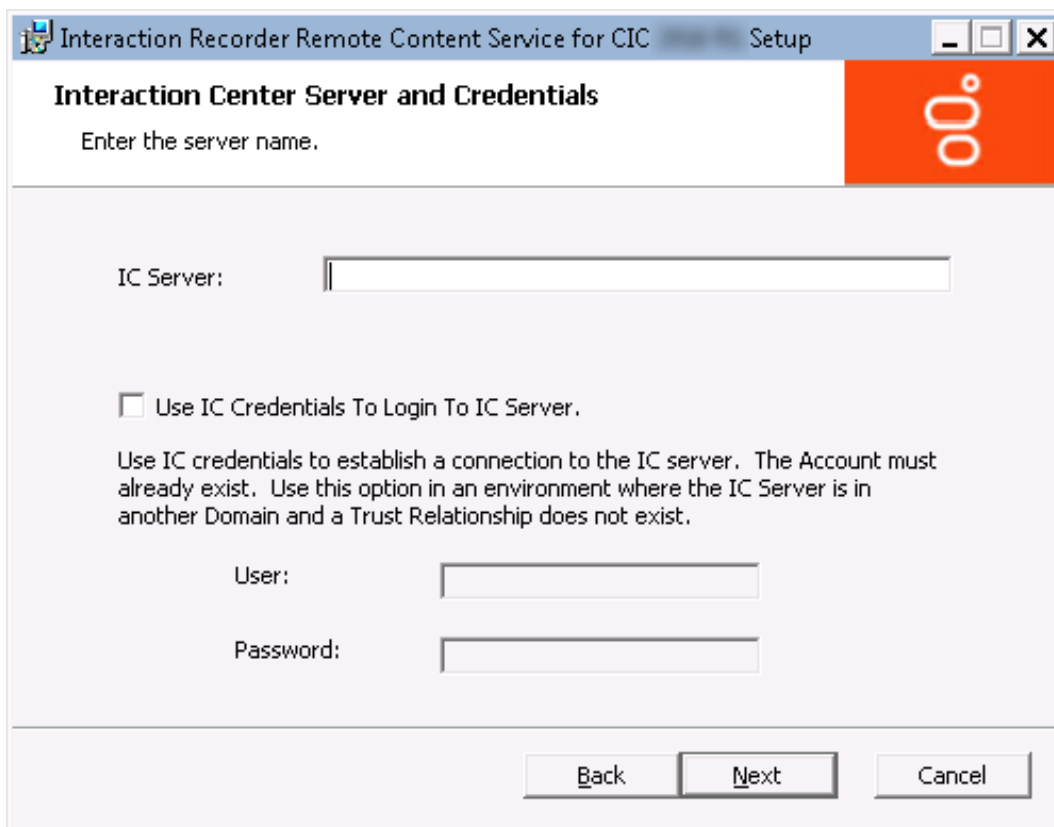 Interaction Recorder Remote Content Service for CIC Setup
Interaction Center Server and Credentials
Enter the server name.
IC Server:
Use IC Credentials To Login To IC Server.
Use IC credentials to establish a connection to the IC server. The Account must
already exist. Use this option in an environment where the IC Server is in
another Domain and a Trust Relationship does not exist.
User:
Password:
Back Next Cancel